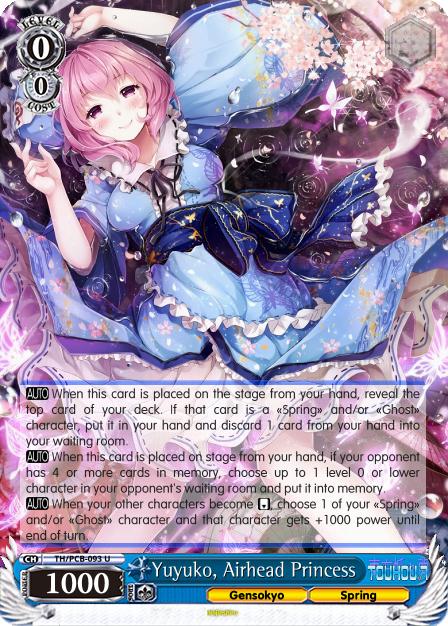 LEVEL
0
0
COST
AUTO When this card is placed on the stage from your hand, reveal the
top card of your deck. If that card is a «Spring» and/or «Ghost»
character, put it in your hand and discard 1 card from your hand into
your waiting room.
AUTO When this card is placed on stage from your hand, if your opponent
has 4 or more cards in memory, choose up to 1 level 0 or lower
character in your opponent's waiting room and put it into memory.
AUTO When your other characters become [ ], choose 1 of your «Spring»
and/or «Ghost» character and that character gets +1000 power until
end of turn.
CH TH/PCB-093 U
POWER 1000 SOUL
Yuyuko, Airhead Princess
TOUHOU
Gensokyo Spring